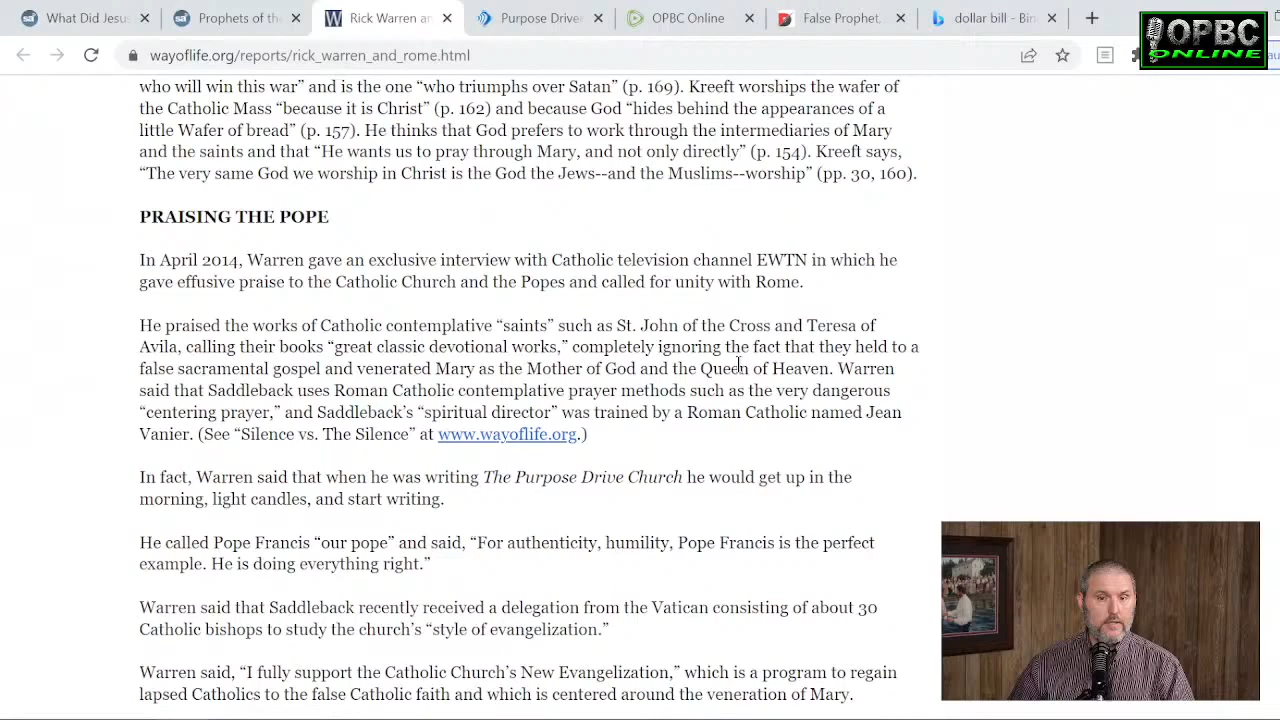 What Did Jesus
Prophets of the
Rick Warren an
Purpose Drive
OPBC Online
False Prophet,
dollar bill - Bin
OPBC
ONLINE
wayoflife.org/reports/rick_warren_and_rome.html
who will win this war” and is the one “who triumphs over Satan” (p. 169). Kreeft worships the wafer of
the Catholic Mass “because it is Christ” (p. 162) and because God “hides behind the appearances of a
little Wafer of bread” (p. 157). He thinks that God prefers to work through the intermediaries of Mary
and the saints and that “He wants us to pray through Mary, and not only directly” (p. 154). Kreeft says,
“The very same God we worship in Christ is the God the Jews--and the Muslims--worship” (pp. 30, 160).
PRAISING THE POPE
In April 2014, Warren gave an exclusive interview with Catholic television channel EWTN in which he
gave effusive praise to the Catholic Church and the Popes and called for unity with Rome.
He praised the works of Catholic contemplative “saints” such as St. John of the Cross and Teresa of
Avila, calling their books “great classic devotional works,” completely ignoring the fact that they held to a
false sacramental gospel and venerated Mary as the Mother of God and the Queen of Heaven. Warren
said that Saddleback uses Roman Catholic contemplative prayer methods such as the very dangerous
“centering prayer,” and Saddleback’s “spiritual director” was trained by a Roman Catholic named Jean
Vanier. (See “Silence vs. The Silence” at www.wayoflife.org.)
In fact, Warren said that when he was writing The Purpose Drive Church he would get up in the
morning, light candles, and start writing.
He called Pope Francis “our pope” and said, “For authenticity, humility, Pope Francis is the perfect
example. He is doing everything right.”
Warren said that Saddleback recently received a delegation from the Vatican consisting of about 30
Catholic bishops to study the church’s “style of evangelization.”
Warren said, “I fully support the Catholic Church’s New Evangelization,” which is a program to regain
lapsed Catholics to the false Catholic faith and which is centered around the veneration of Mary.